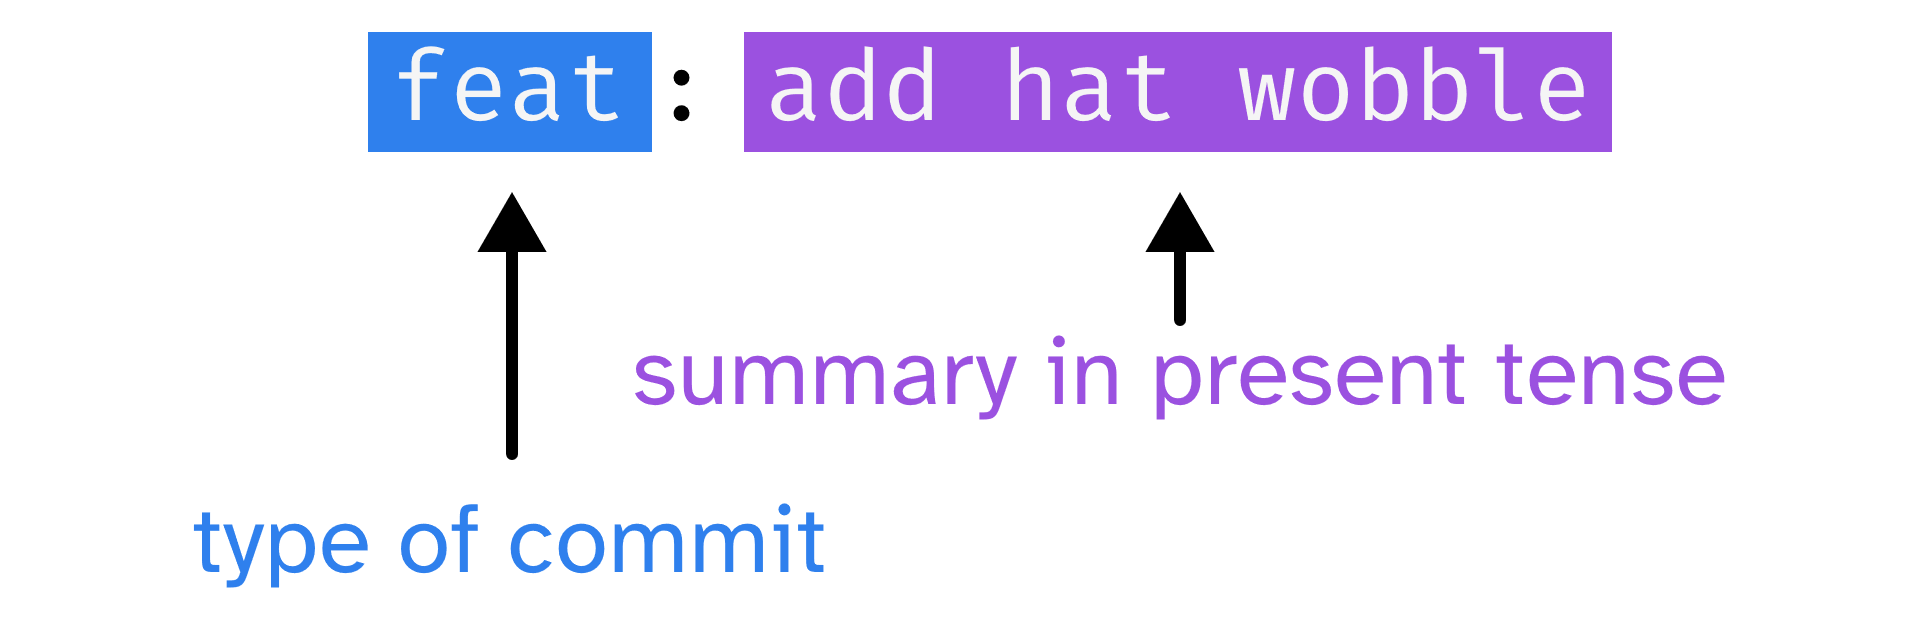 feat: add hat wobble
summary in present tense
type of commit